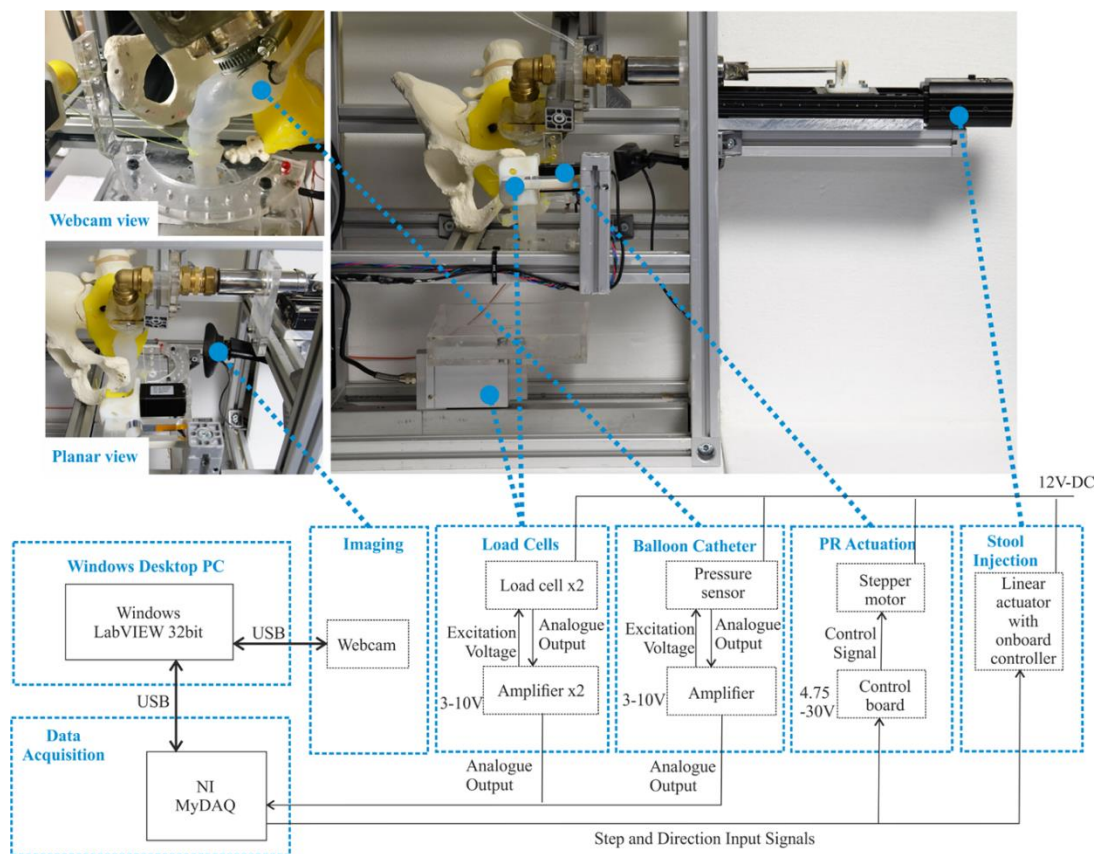 Webcam view
Planar view
12V-DC
Windows Desktop PC
Windows
LabVIEW 32bit
USB
USB
Imaging
Webcam
Load Cells
Load cell x2
Excitation
Voltage
Analogue
Output
3-10V
Amplifier x2
Analogue
Output
Balloon Catheter
Pressure
sensor
Excitation
Voltage
Analogue
Output
3-10V
Amplifier
Analogue
Output
PR Actuation
Stepper
motor
Control
Signal
4.75
-30V
Control
board
Stool
Injection
Linear
actuator
with
onboard
controller
Data
Acquisition
NI
MyDAQ
Step and Direction Input Signals